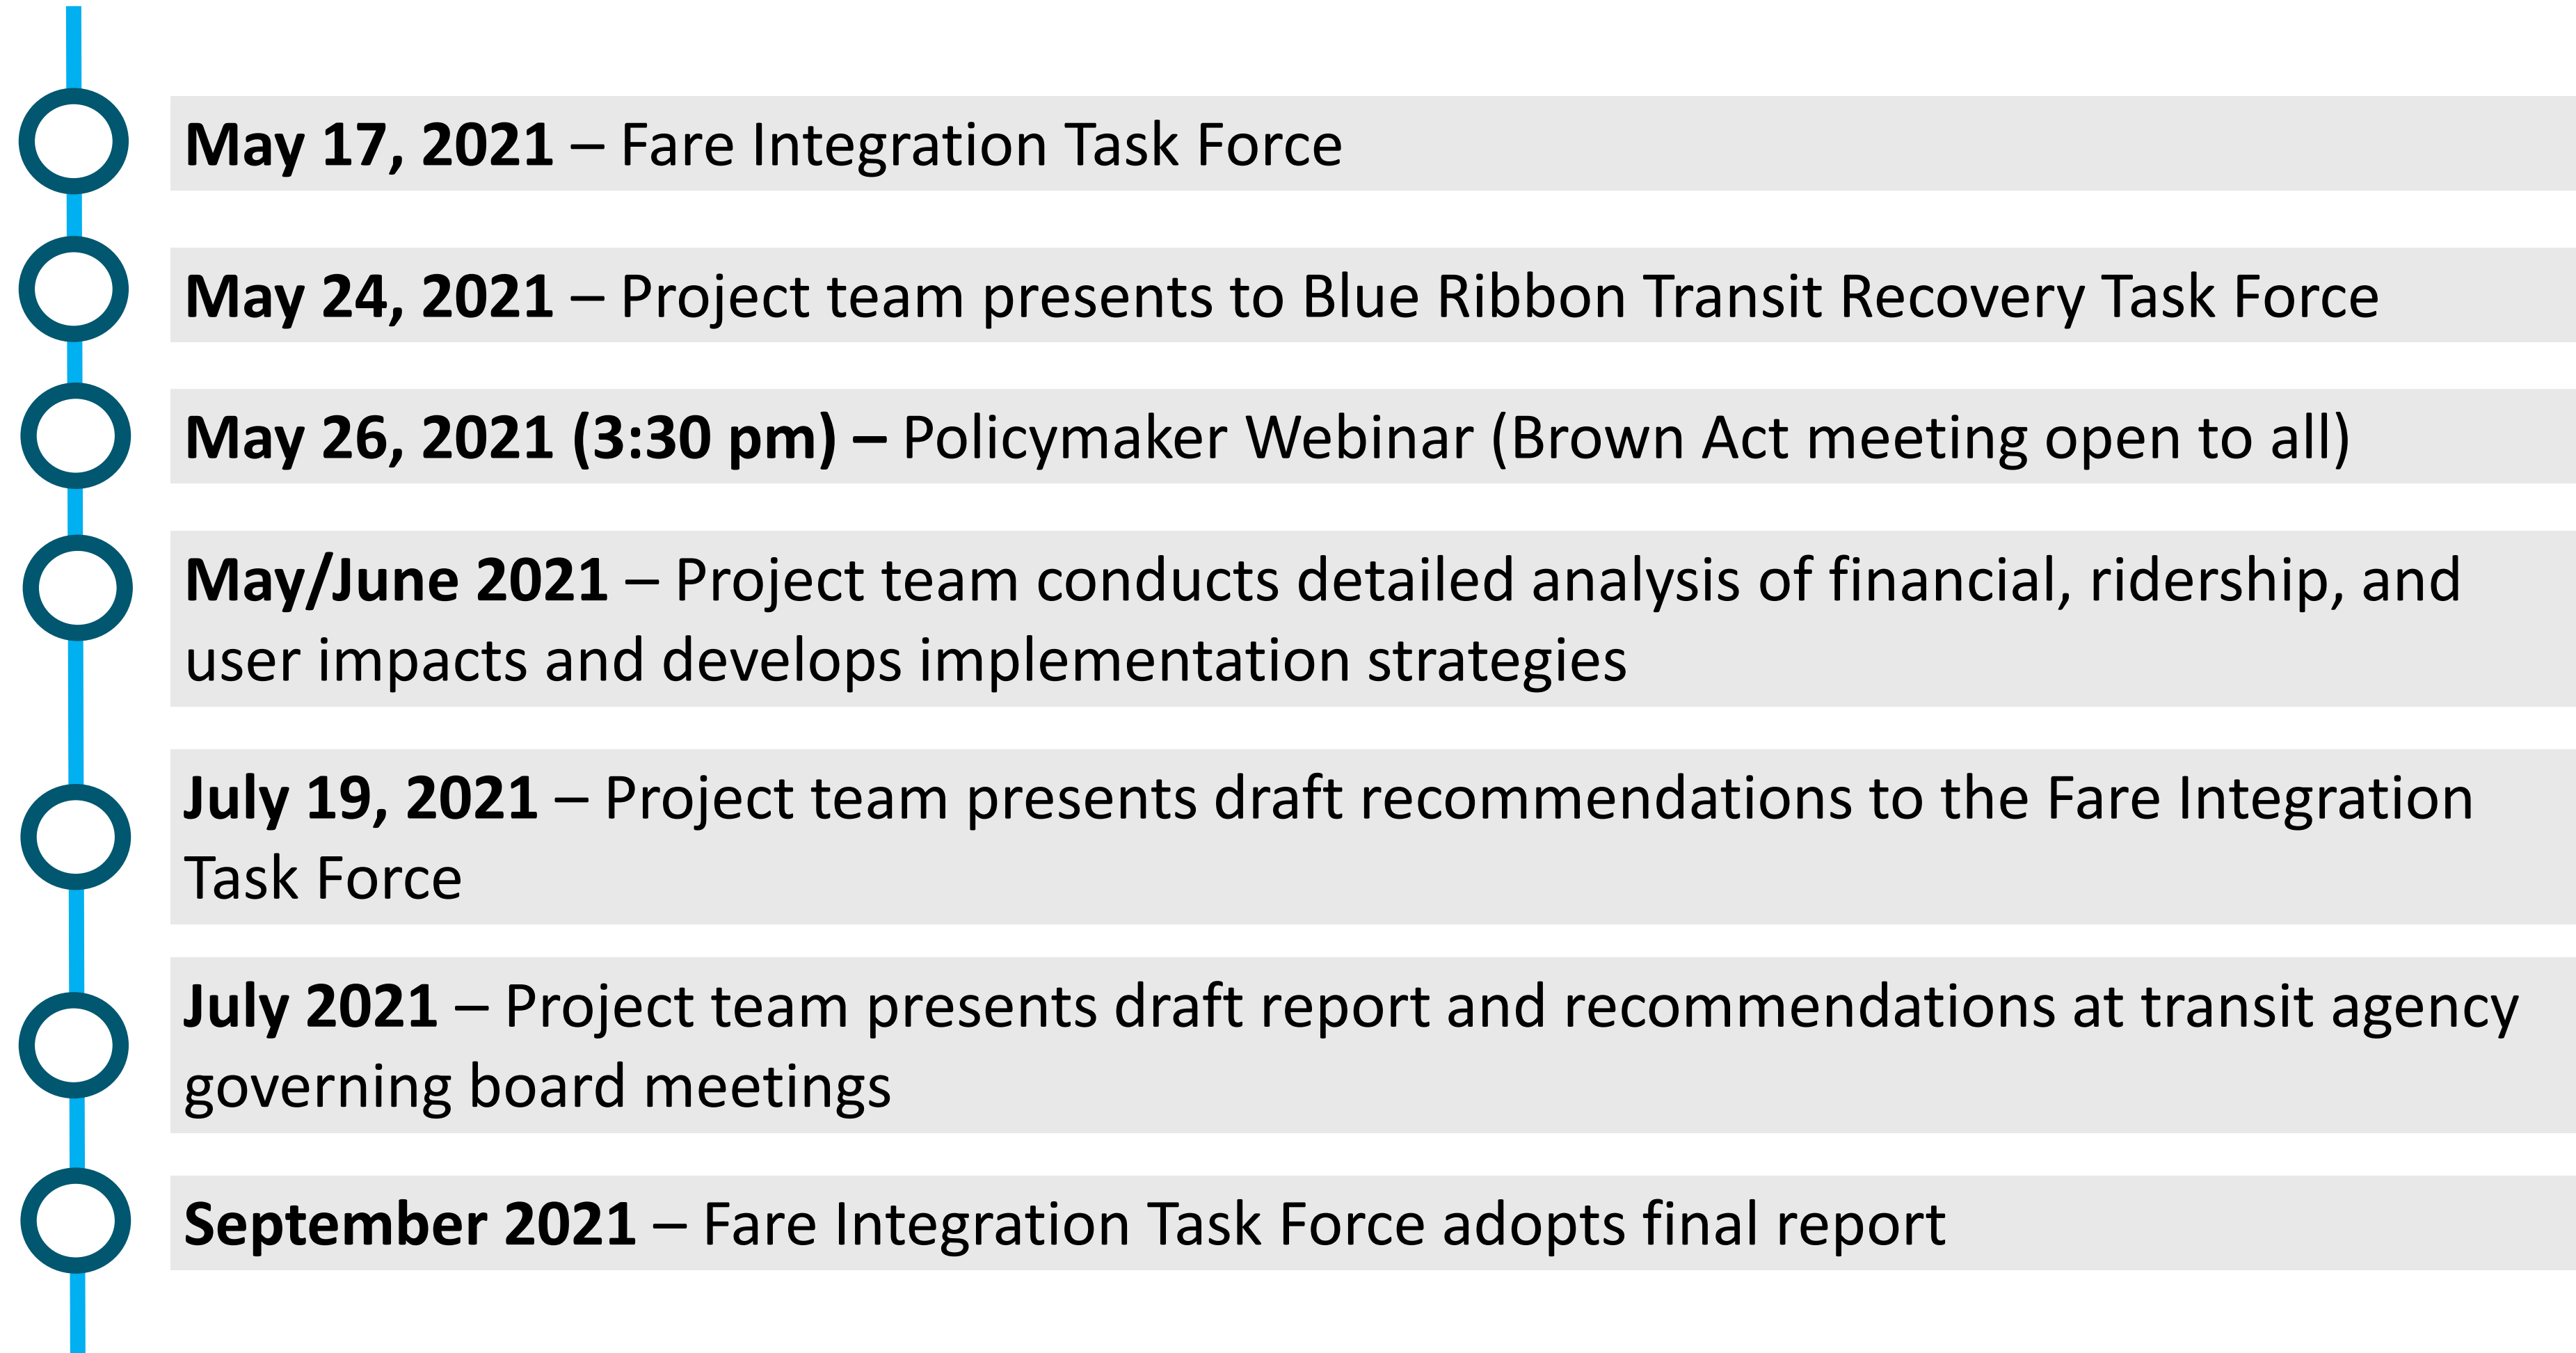 May 17, 2021 – Fare Integration Task Force
May 24, 2021 – Project team presents to Blue Ribbon Transit Recovery Task Force
May 26, 2021 (3:30 pm) – Policymaker Webinar (Brown Act meeting open to all)
May/June 2021 – Project team conducts detailed analysis of financial, ridership, and
user impacts and develops implementation strategies
July 19, 2021 – Project team presents draft recommendations to the Fare Integration
Task Force
July 2021 – Project team presents draft report and recommendations at transit agency
governing board meetings
September 2021 – Fare Integration Task Force adopts final report